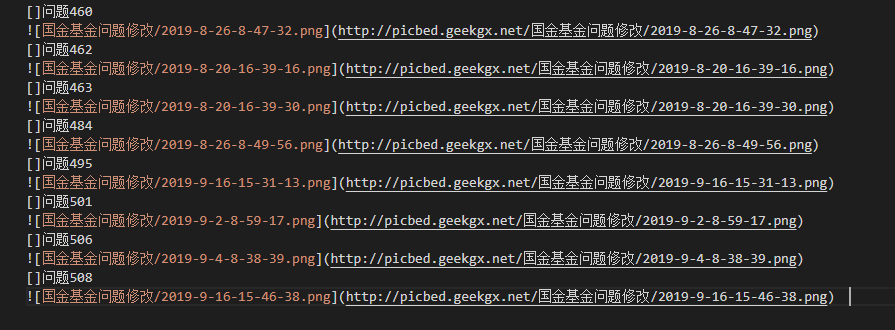 []问题460
![国金基金问题修改/2019-8-26-8-47-32.png](http://picbed.geekgx.net/国金基金问题修改/2019-8-26-8-47-32.png)
[]问题462
![国金基金问题修改/2019-8-20-16-39-16.png](http://picbed.geekgx.net/国金基金问题修改/2019-8-20-16-39-16.png)
[]问题463
![国金基金问题修改/2019-8-20-16-39-30.png](http://picbed.geekgx.net/国金基金问题修改/2019-8-20-16-39-30.png)
[]问题484
![国金基金问题修改/2019-8-26-8-49-56.png](http://picbed.geekgx.net/国金基金问题修改/2019-8-26-8-49-56.png)
[]问题495
![国金基金问题修改/2019-9-16-15-31-13.png](http://picbed.geekgx.net/国金基金问题修改/2019-9-16-15-31-13.png)
[]问题501
![国金基金问题修改/2019-9-2-8-59-17.png](http://picbed.geekgx.net/国金基金问题修改/2019-9-2-8-59-17.png)
[]问题506
![国金基金问题修改/2019-9-4-8-38-39.png](http://picbed.geekgx.net/国金基金问题修改/2019-9-4-8-38-39.png)
[]问题508
![国金基金问题修改/2019-9-16-15-46-38.png](http://picbed.geekgx.net/国金基金问题修改/2019-9-16-15-46-38.png)